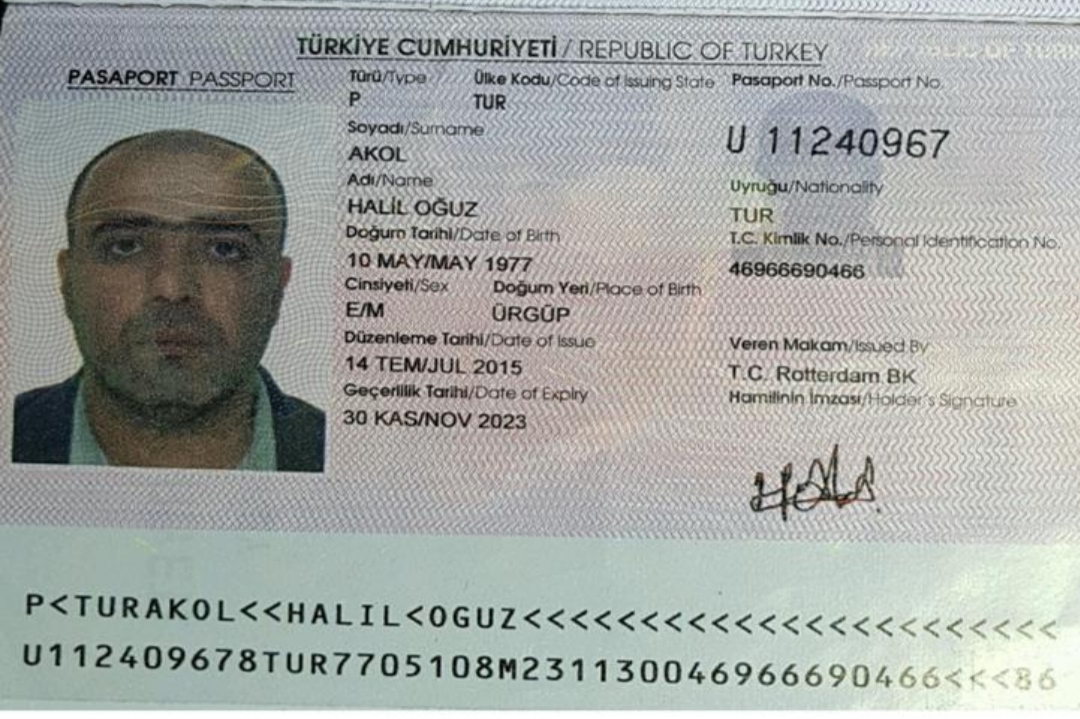 TÜRKİYE CUMHURİYETİ / REPUBLIC OF TURKEY
PASAPORT PASSPORT
Türü/Type Ülke Kodu/Code of Issuing State Pasaport No./Passport No.
P TUR
U 11240967
Soyadı/Surname
AKOL
Adı/Name
Uyruğu/Nationality
HALİL OĞUZ
TUR
Doğum Tarihi/Date of Birth
T.C. Kimlik No./Personal Identification No.
10 MAY/MAY 1977
46966690466
Cinsiyeti/Sex Doğum Yeri/Place of Birth
E/M ÜRGÜP
Düzenleme Tarihi/Date of Issue
Veren Makam/Issued By
14 TEM/JUL 2015
T.C. Rotterdam BK
Geçerlilik Tarihi/Date of Expiry
Hamilinin İmzası/Holder's Signature
30 KAS/NOV 2023
P<TURAKOL<<HALIL<OGUZ<<<<<<<<<<<<<<<<<<<<<<<
U112409678TUR7705108M231130046966690466<<<86